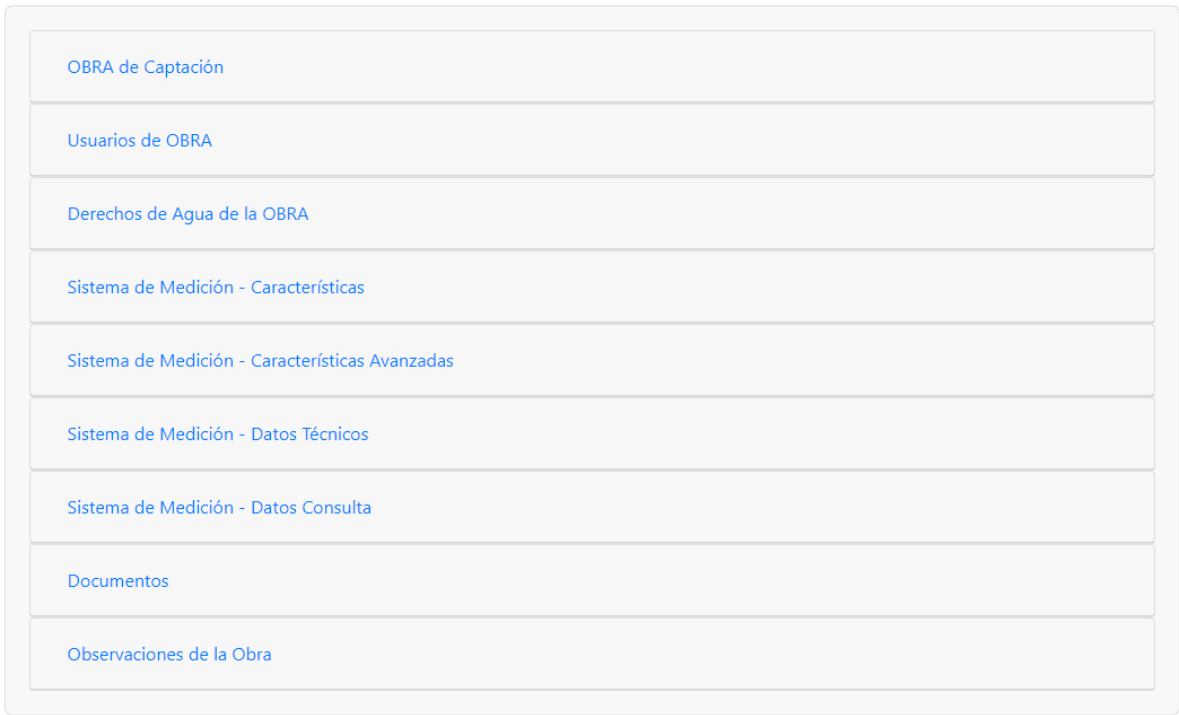 OBRA de Captación
Usuarios de OBRA
Derechos de Agua de la OBRA
Sistema de Medición - Características
Sistema de Medición - Características Avanzadas
Sistema de Medición - Datos Técnicos
Sistema de Medición - Datos Consulta
Documentos
Observaciones de la Obra